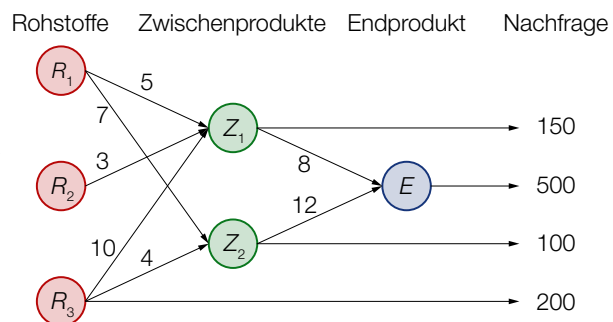 Rohstoffe Zwischenprodukte Endprodukt Nachfrage
R1
5
7
Z1
150
3
8
R2
E
500
12
10
Z2
100
4
R3
200